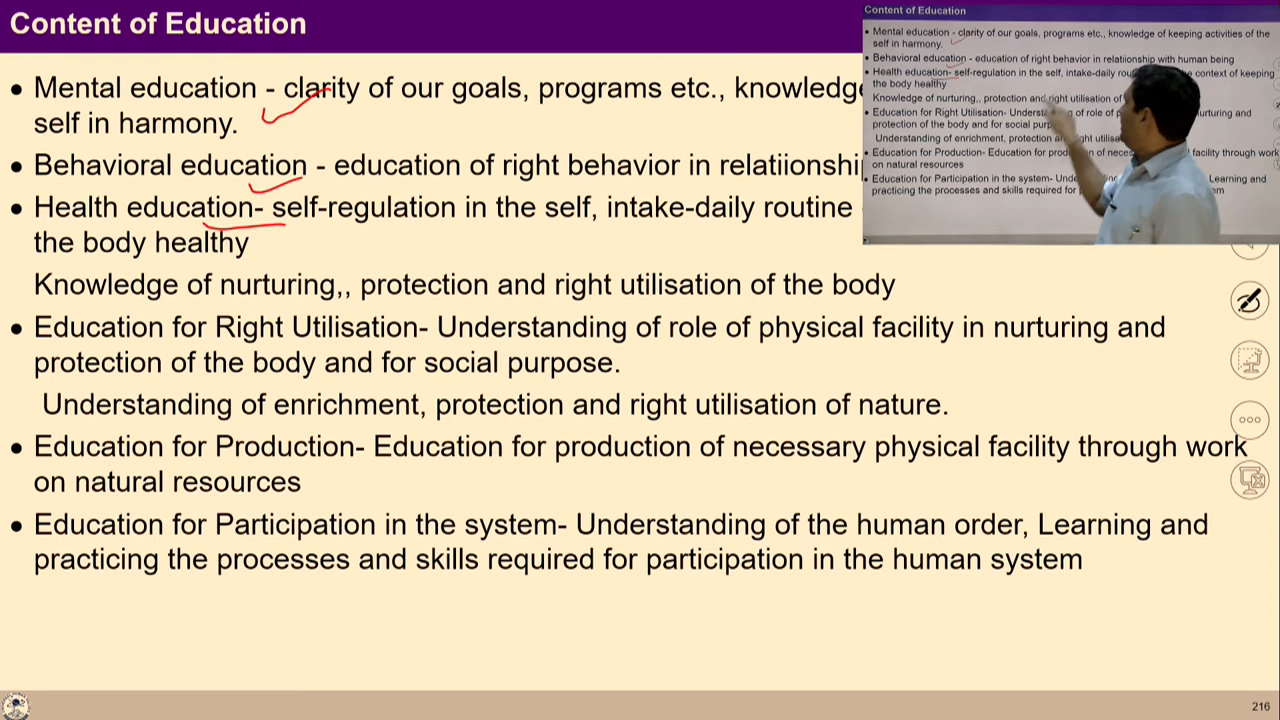 Content of Education
• Mental education - clarity of our goals, programs etc., knowledge
self in harmony.
• Behavioral education - education of right behavior in relatiionshi
• Health education- self-regulation in the self, intake-daily routine
the body healthy
Knowledge of nurturing,, protection and right utilisation of the body
• Education for Right Utilisation- Understanding of role of physical facility in nurturing and
protection of the body and for social purpose.
Understanding of enrichment, protection and right utilisation of nature.
• Education for Production- Education for production of necessary physical facility through work
on natural resources
• Education for Participation in the system- Understanding of the human order, Learning and
practicing the processes and skills required for participation in the human system
216
Content of Education
• Mental education - clarity of our goals, programs etc., knowledge of keeping activities of the
self in harmony.
• Behavioral education - education of right behavior in relatiionship with human being
• Health education- self-regulation in the self, intake-daily context of keeping
the body healthy
Knowledge of nurturing,, protection and right utilisation of
• Education for Right Utilisation- of role of nurturing and
protection of the body and for social
Understanding of enrichment, protection right
• Education for Production- Education for of facility through work
on natural resources
• Education for Participation in the system- Learning and
practicing the processes and skills required for